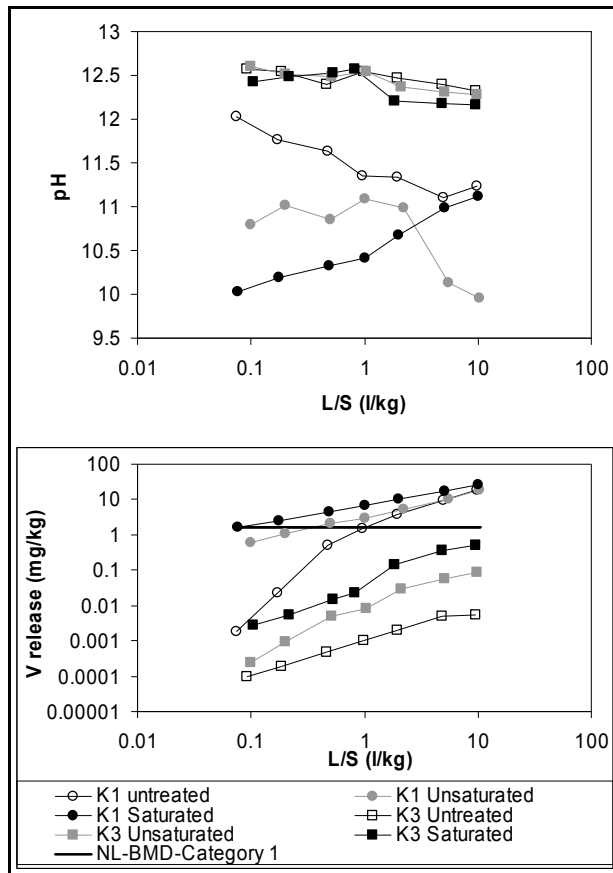 13
12.5
12
11.5
11
10.5
10
9.5
pH
0.01 0.1 1 10 100
L/S (l/kg)
100
10
1
0.1
0.01
0.001
0.0001
0.00001
V release (mg/kg)
0.01 0.1 1 10 100
L/S (l/kg)
K1 untreated K1 Unsaturated
K1 Saturated K3 Untreated
K3 Unsaturated K3 Saturated
NL-BMD-Category 1